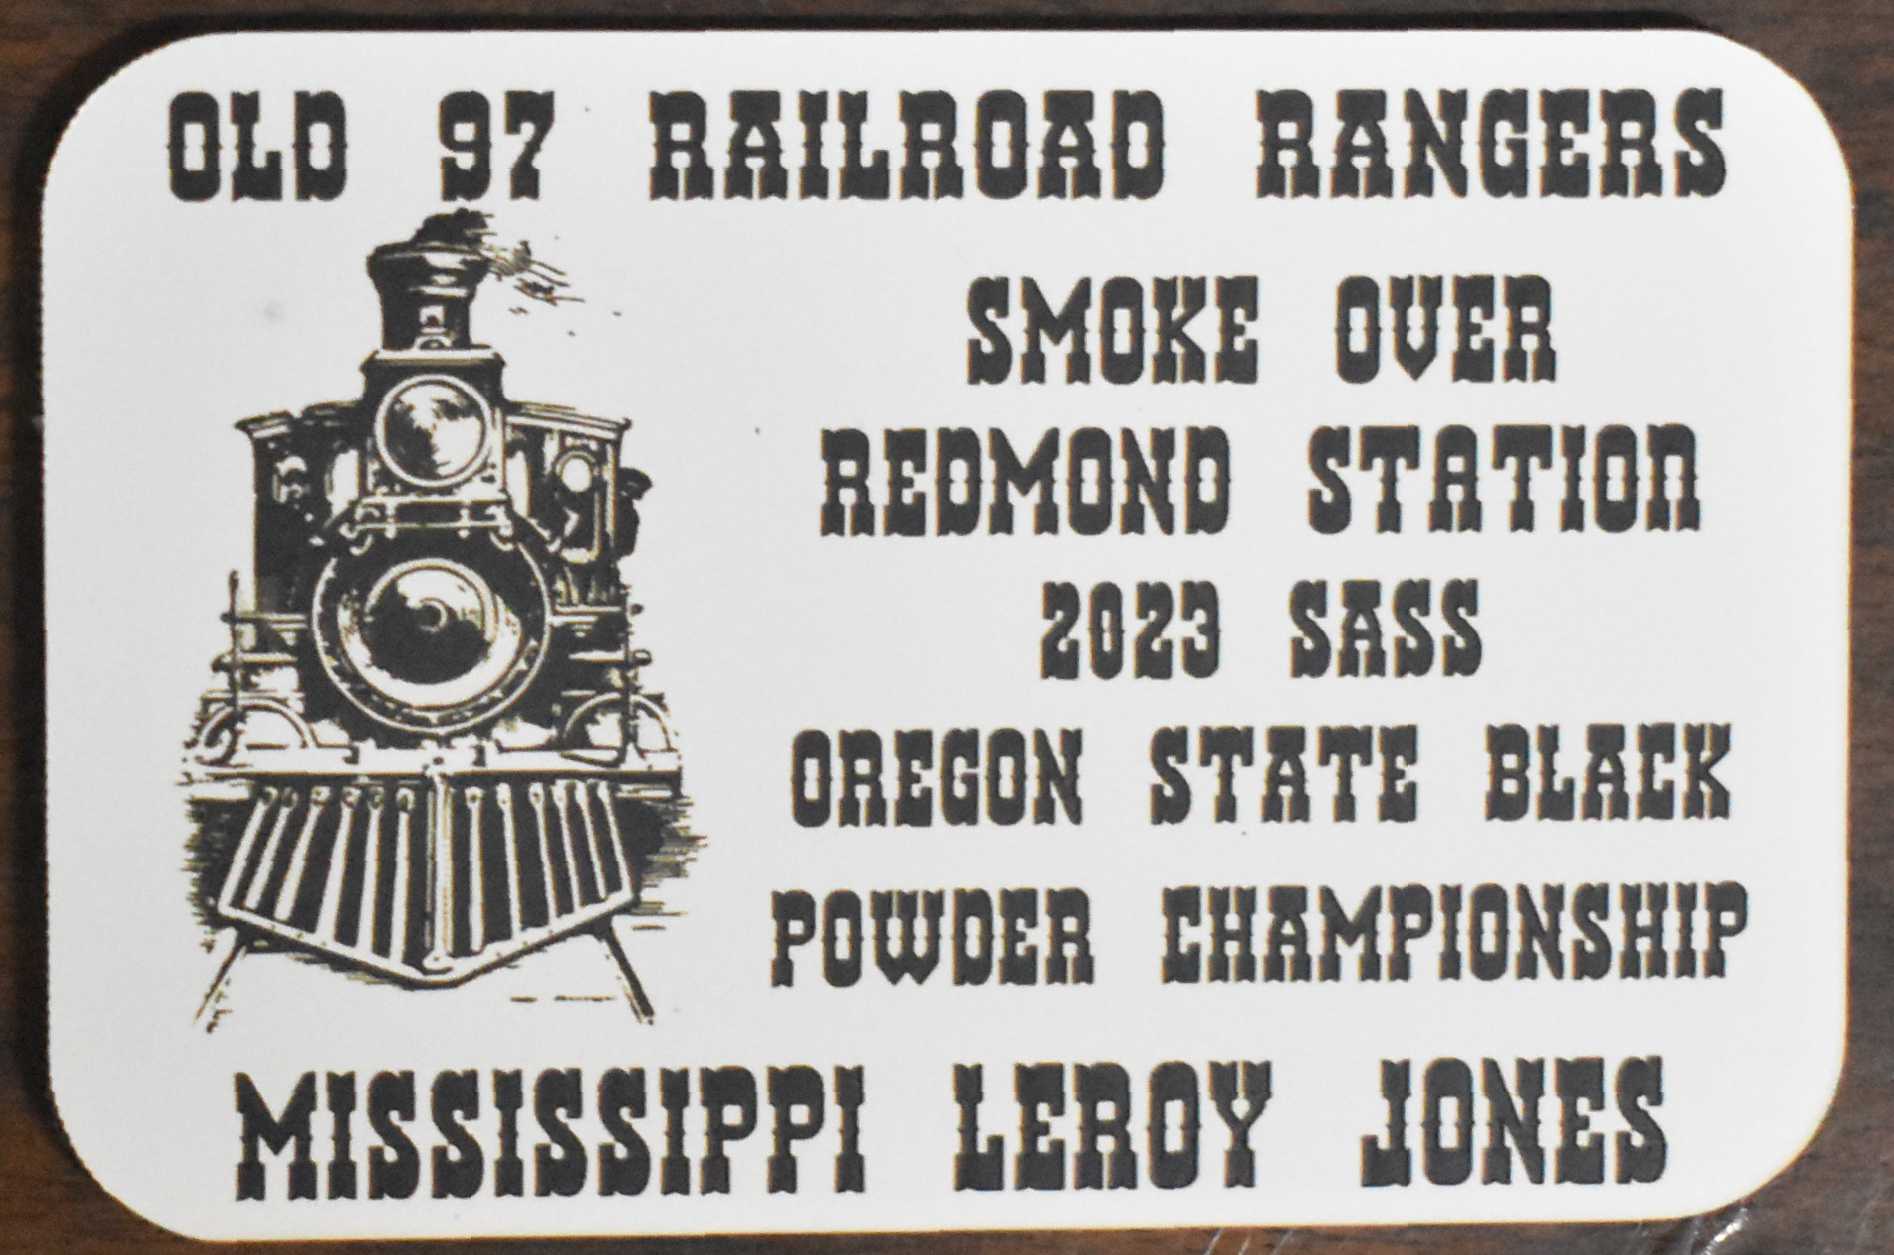 OLD 97 RAILROAD RANGERS
SMOKE OVER
REDMOND STATION
2023 SASS
OREGON STATE BLACK
POWDER CHAMPIONSHIP
MISSISSIPPI LEROY JONES